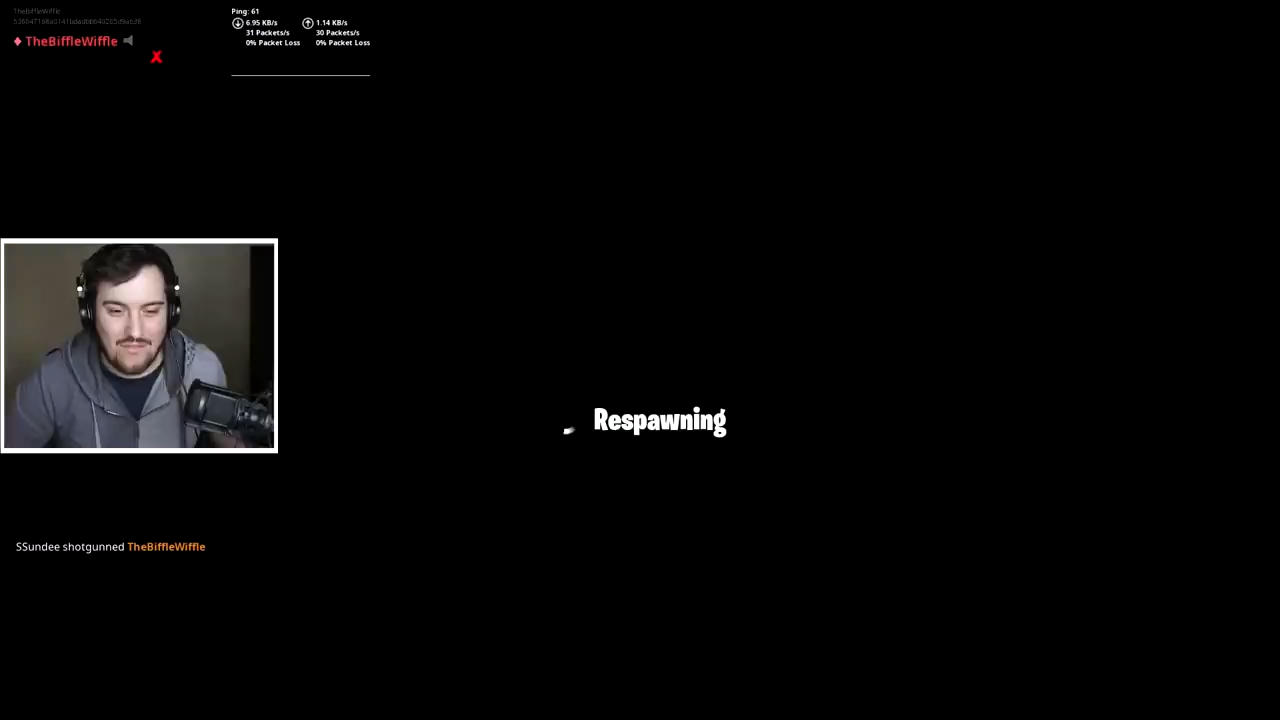 TheBiffleWiffle
TheBiffleWiffle
Ping: 61
6.95 KB/s 1.14 KB/s
31 Packets/s 30 Packets/s
0% Packet Loss 0% Packet Loss
X
Respawning
SSundee shotgunned TheBiffleWiffle